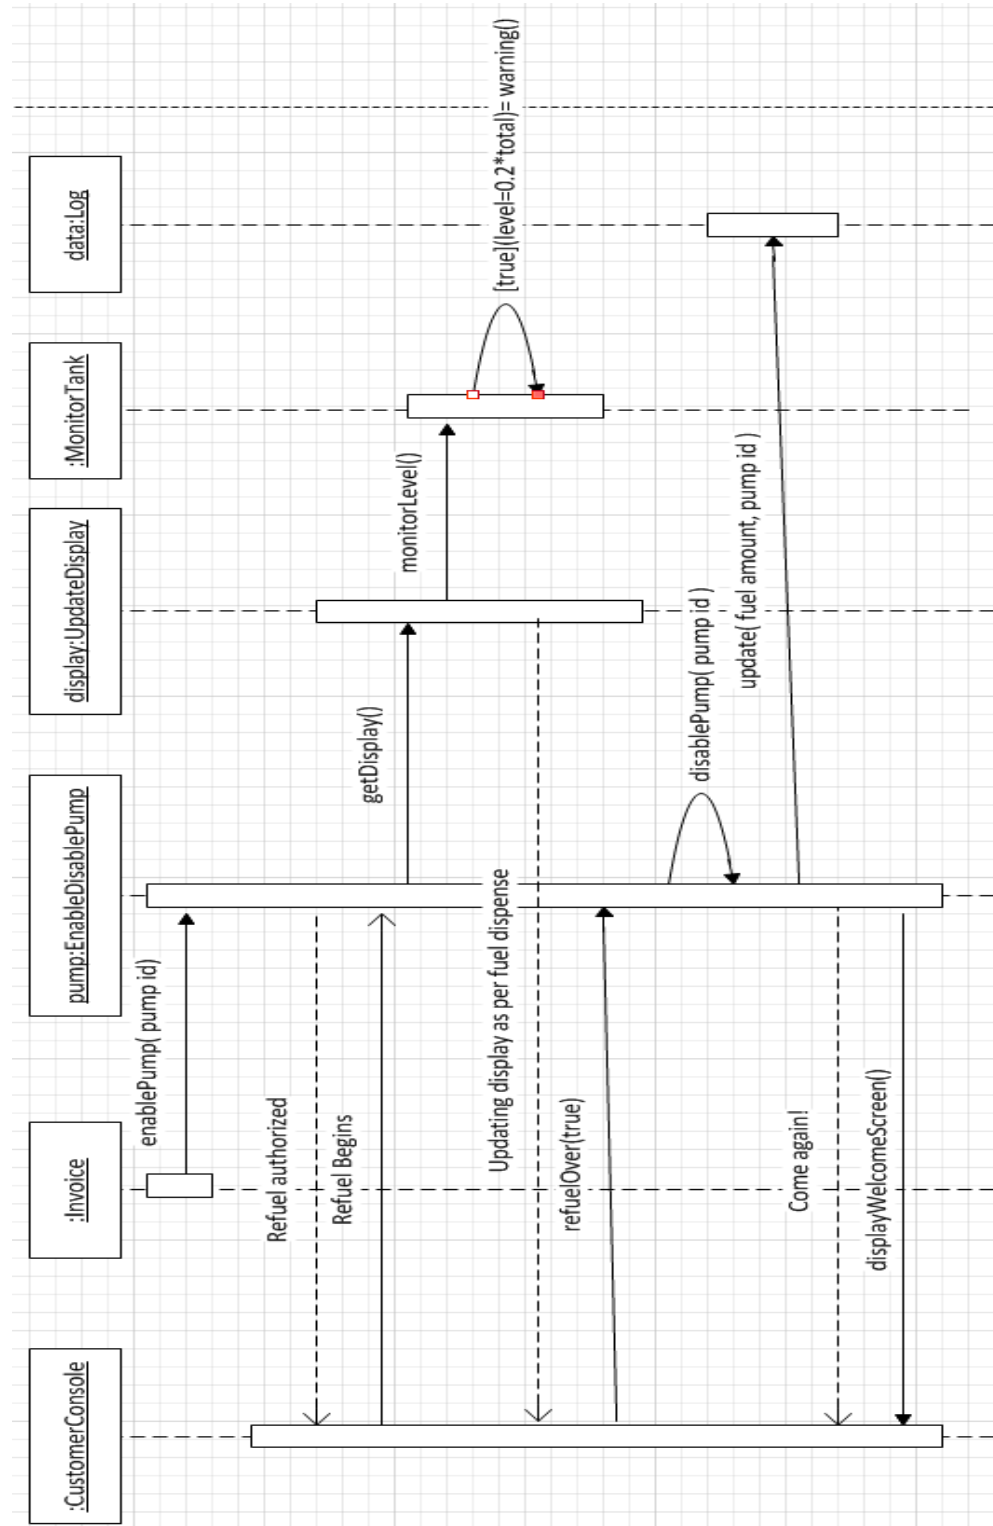 :CustomerConsole
:Invoice
pump:EnableDisablePump
display:UpdateDisplay
:MonitorTank
data:Log
enablePump( pump id)
Refuel authorized
Refuel Begins
getDisplay()
monitorLevel()
[true](level=0.2*total)= warning()
Updating display as per fuel dispense
refuelOver(true)
disablePump( pump id )
update( fuel amount, pump id )
Come again!
displayWelcomeScreen()